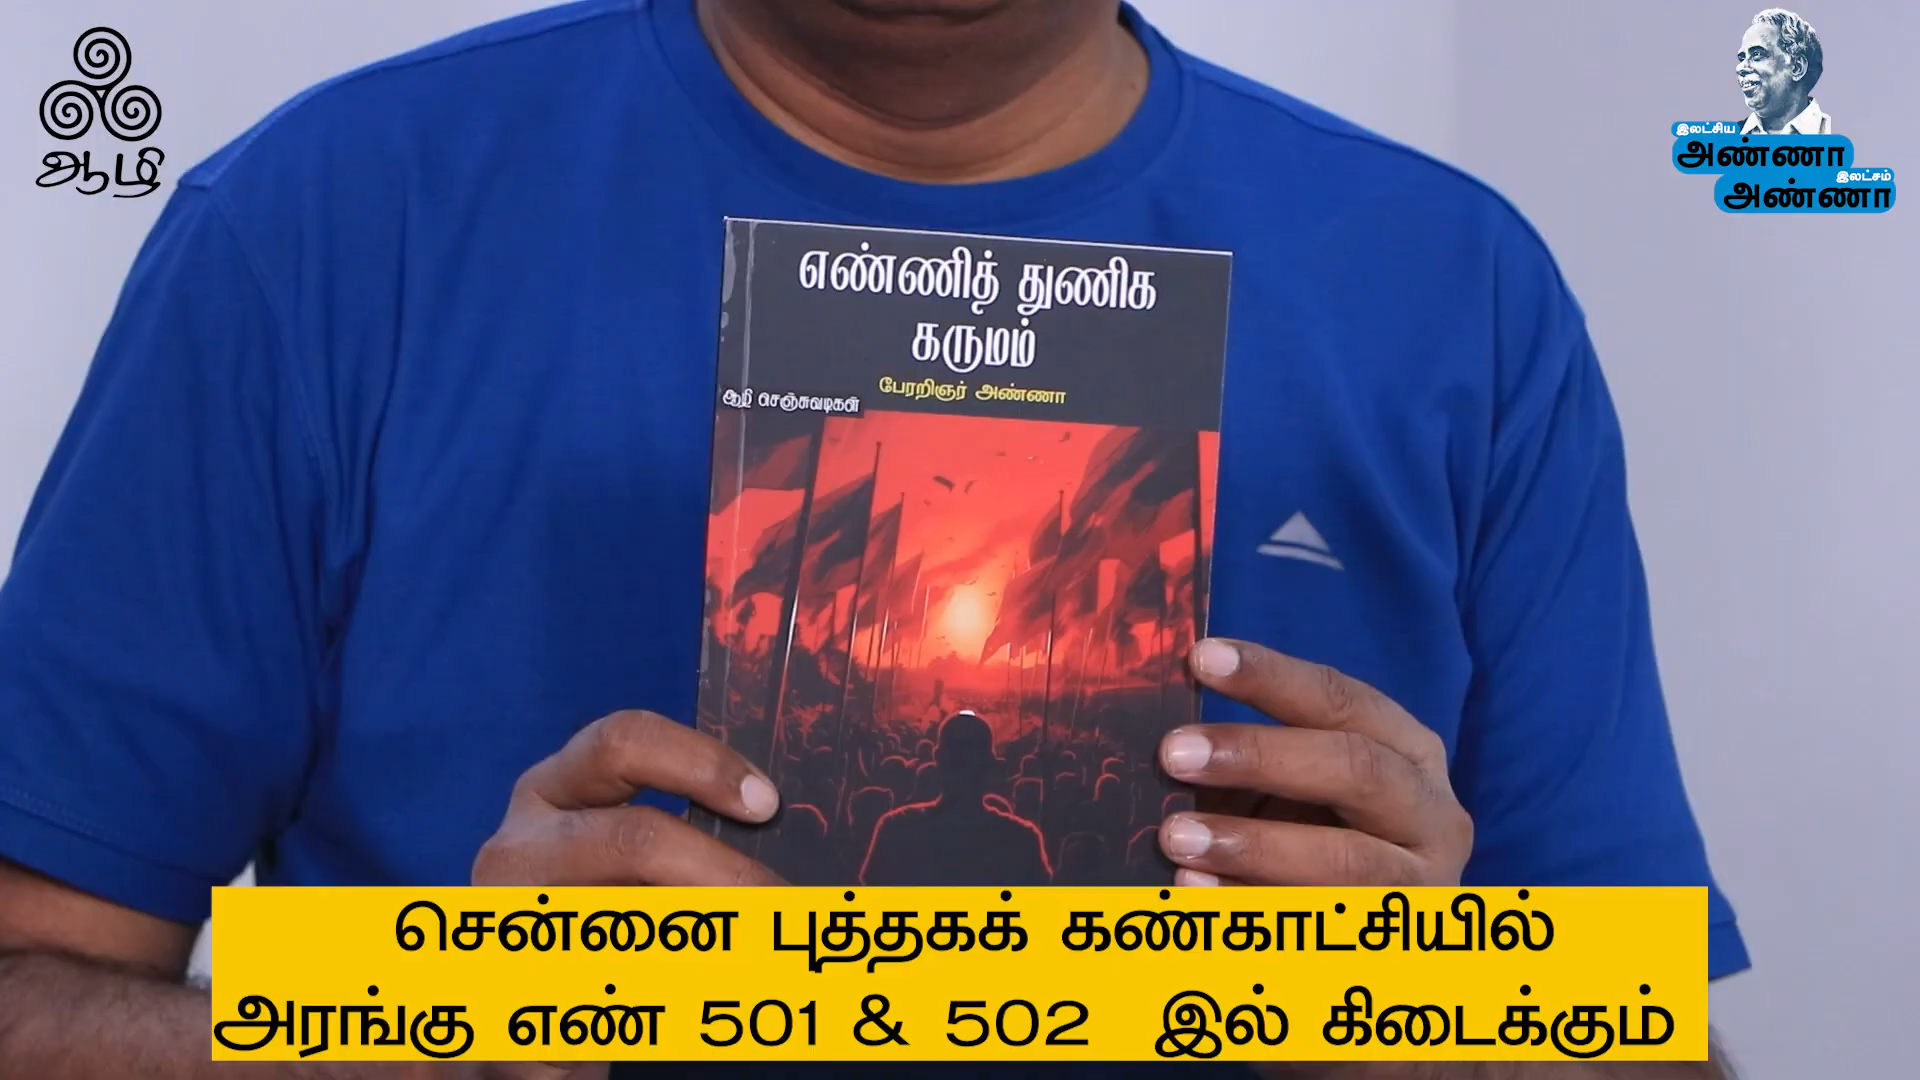 ஆழி
இலட்சிய
அண்ணா
இலட்சம்
அண்ணா
எண்ணித் துணிக
கருமம்
பேரறிஞர் அண்ணா
ஆழி செஞ்சுவடிகள்
சென்னை புத்தகக் கண்காட்சியில்
அரங்கு எண் 501 & 502 இல் கிடைக்கும்